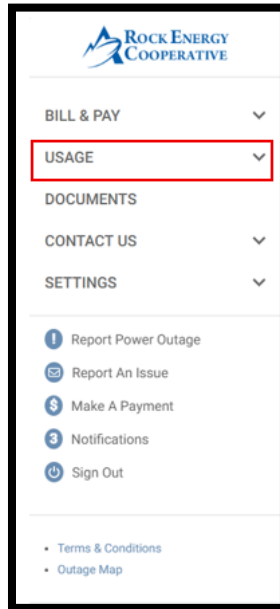 ROCK ENERGY
COOPERATIVE
BILL & PAY
USAGE
DOCUMENTS
CONTACT US
SETTINGS
! Report Power Outage
Report An Issue
$ Make A Payment
3 Notifications
Sign Out
• Terms & Conditions
• Outage Map